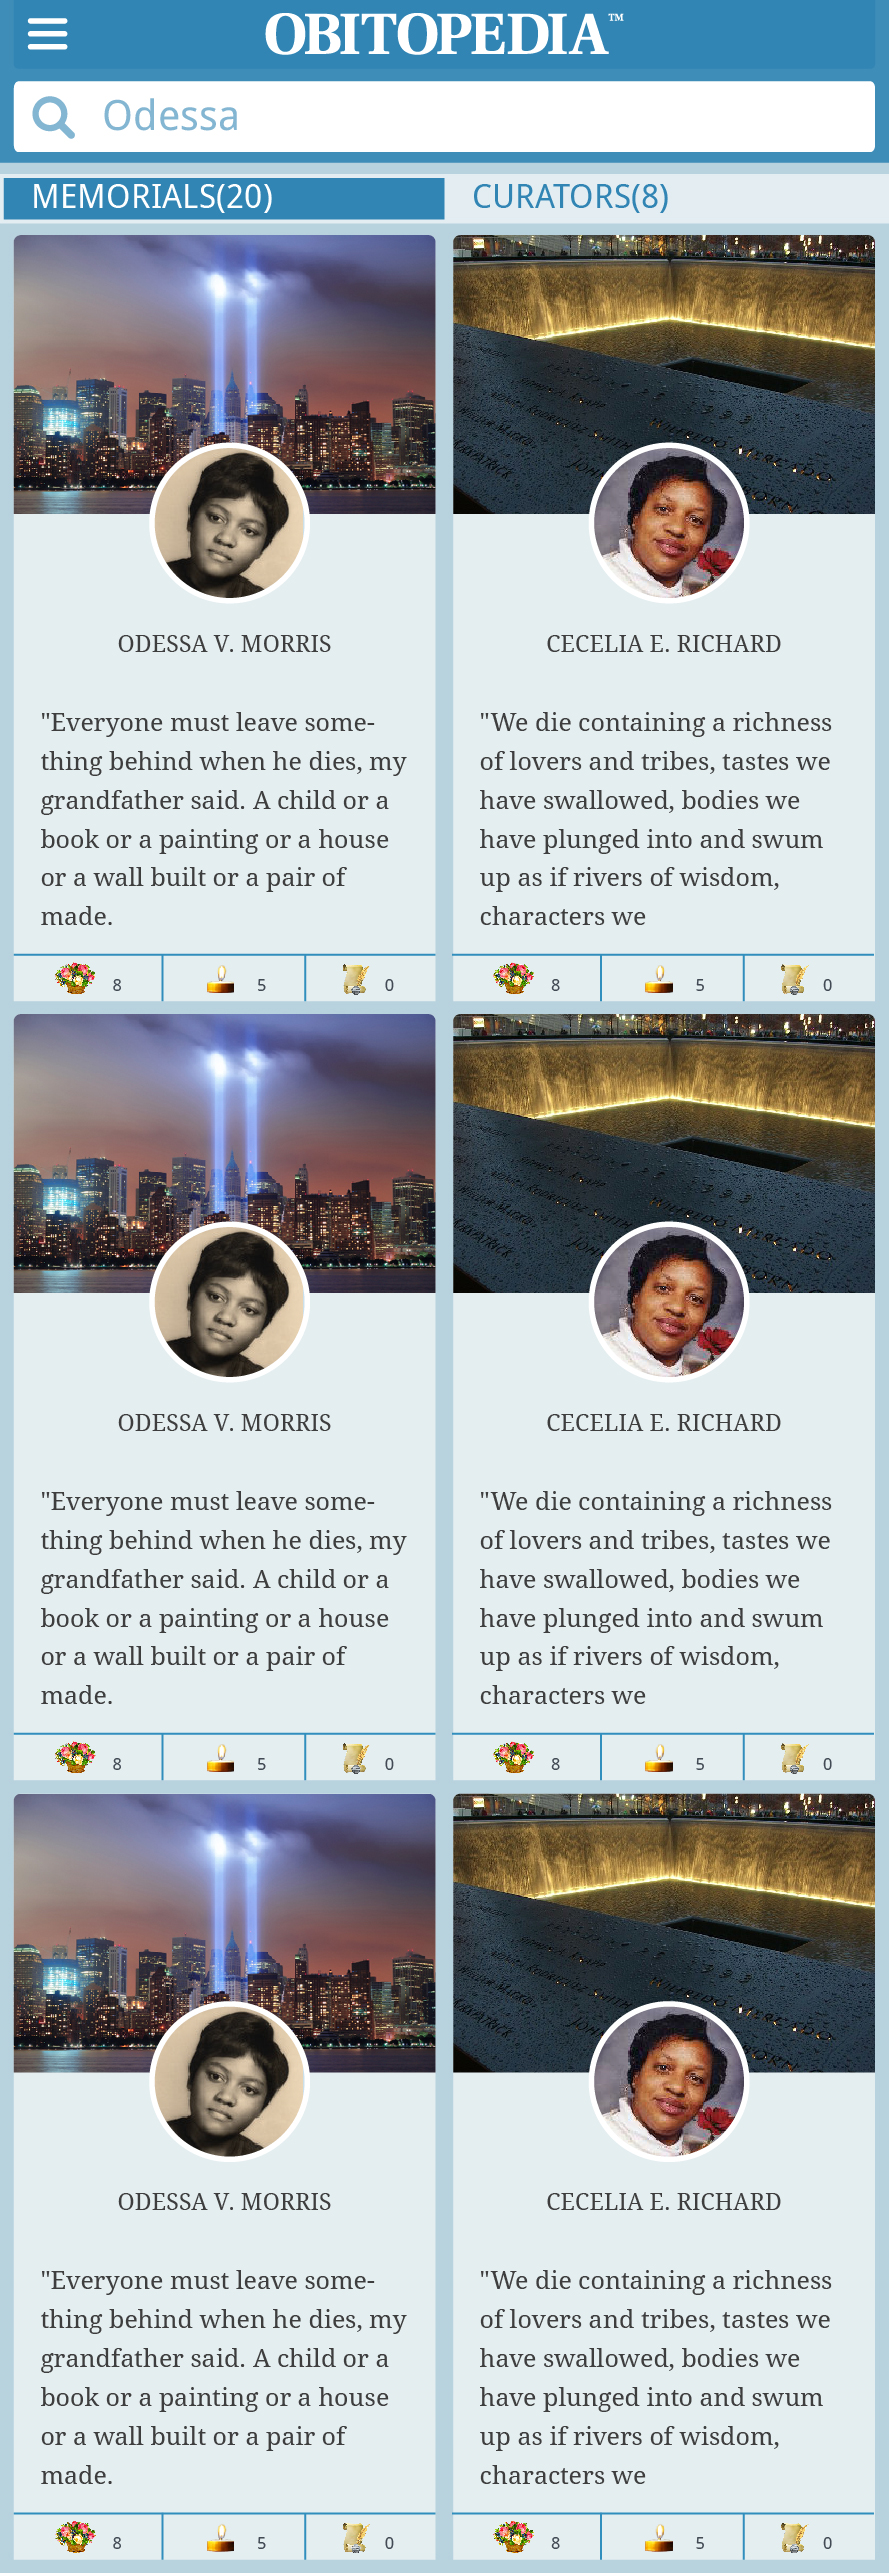 OBITOPEDIA™
Odessa
MEMORIALS(20)
CURATORS(8)
ODESSA V. MORRIS
"Everyone must leave some-
thing behind when he dies, my
grandfather said. A child or a
book or a painting or a house
or a wall built or a pair of
made.
8 5 0
CECELIA E. RICHARD
"We die containing a richness
of lovers and tribes, tastes we
have swallowed, bodies we
have plunged into and swum
up as if rivers of wisdom,
characters we
8 5 0
ODESSA V. MORRIS
"Everyone must leave some-
thing behind when he dies, my
grandfather said. A child or a
book or a painting or a house
or a wall built or a pair of
made.
8 5 0
CECELIA E. RICHARD
"We die containing a richness
of lovers and tribes, tastes we
have swallowed, bodies we
have plunged into and swum
up as if rivers of wisdom,
characters we
8 5 0
ODESSA V. MORRIS
"Everyone must leave some-
thing behind when he dies, my
grandfather said. A child or a
book or a painting or a house
or a wall built or a pair of
made.
8 5 0
CECELIA E. RICHARD
"We die containing a richness
of lovers and tribes, tastes we
have swallowed, bodies we
have plunged into and swum
up as if rivers of wisdom,
characters we
8 5 0